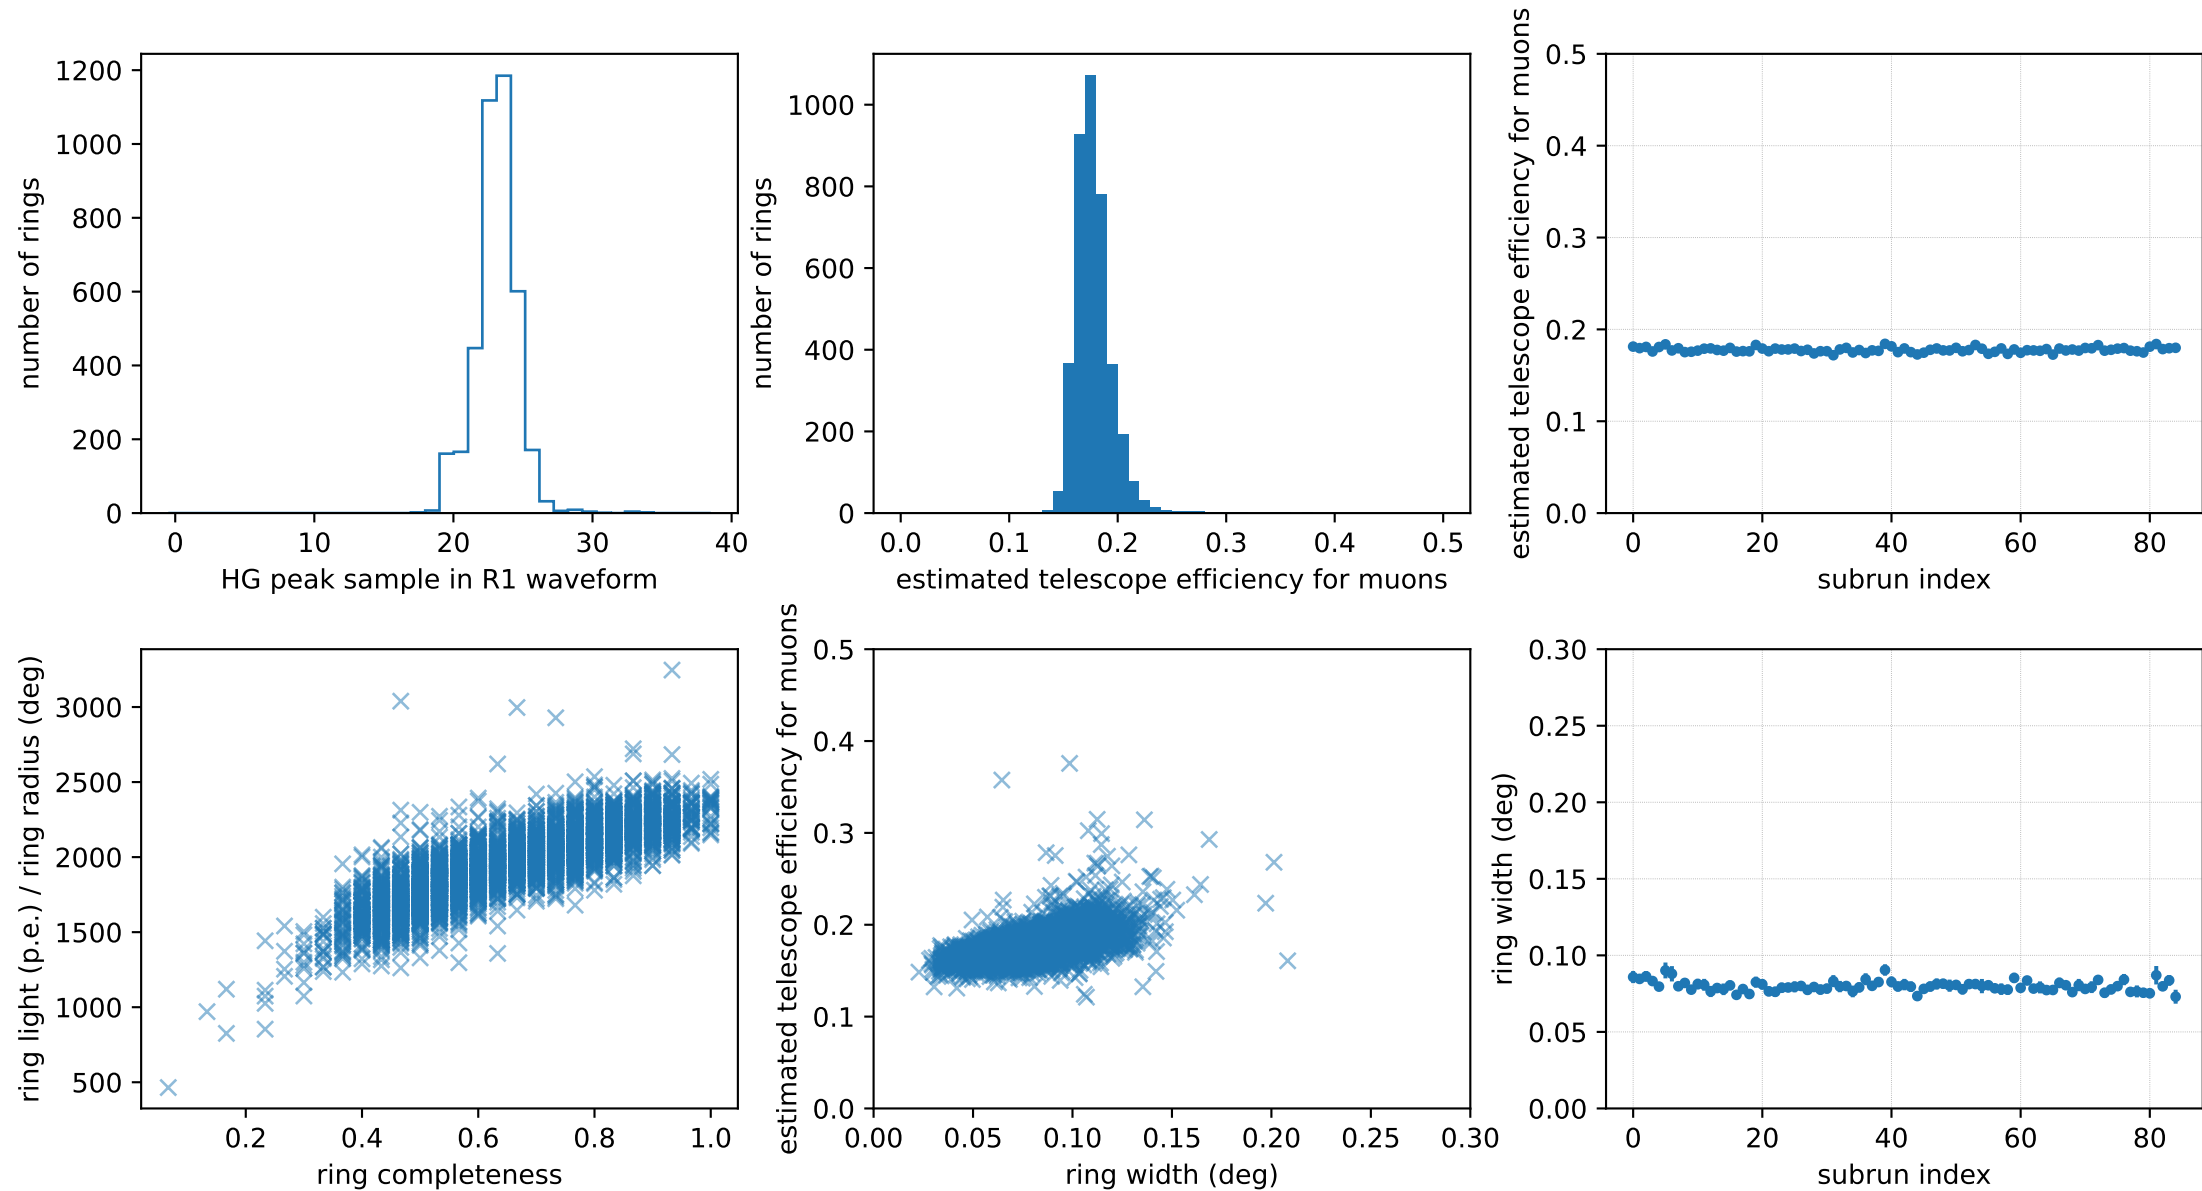 1200
1000
800
600
400
200
0
number of rings
0 10 20 30 40
HG peak sample in R1 waveform
1000
800
600
400
200
0
number of rings
0.0 0.1 0.2 0.3 0.4 0.5
estimated telescope efficiency for muons
0.5
0.4
0.3
0.2
0.1
0.0
estimated telescope efficiency for muons
0 20 40 60 80
subrun index
3000
2500
2000
1500
1000
500
ring light (p.e.) / ring radius (deg)
0.2 0.4 0.6 0.8 1.0
ring completeness
0.5
0.4
0.3
0.2
0.1
0.0
estimated telescope efficiency for muons
0.00 0.05 0.10 0.15 0.20 0.25 0.30
ring width (deg)
0.30
0.25
0.20
0.15
0.10
0.05
0.00
ring width (deg)
0 20 40 60 80
subrun index